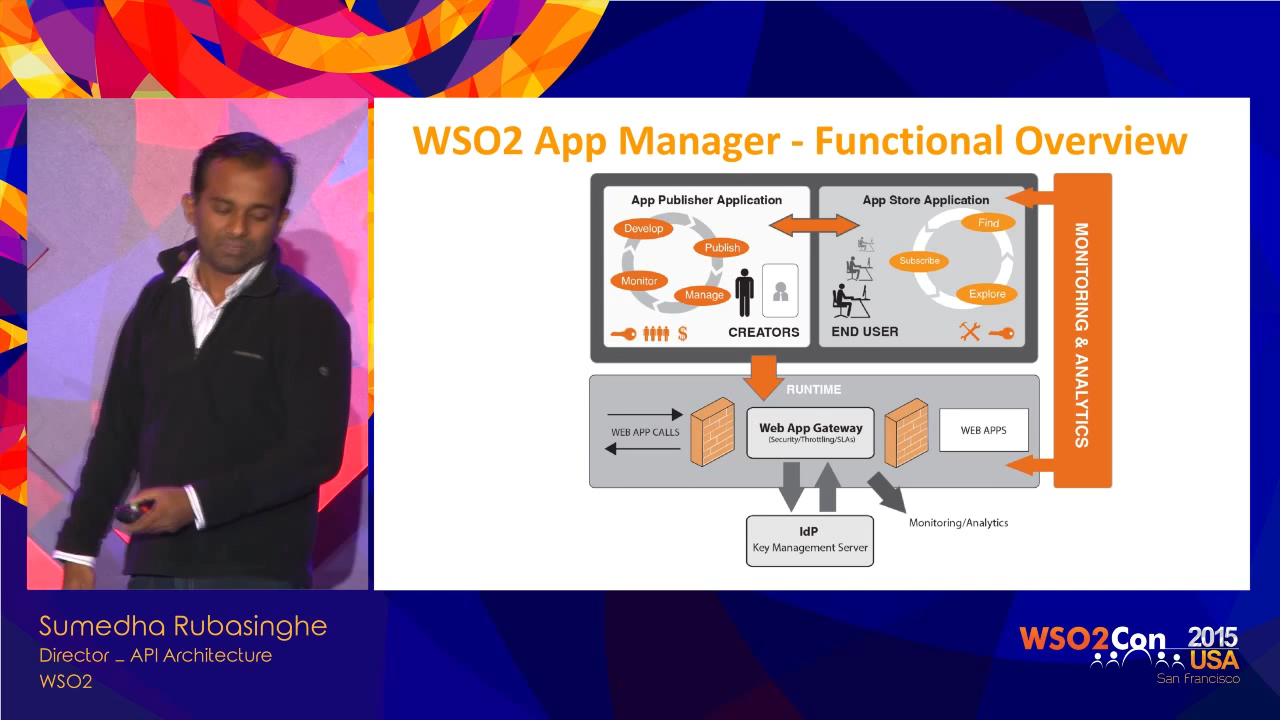 WSO2 App Manager - Functional Overview
App Publisher Application
Develop
Publish
Monitor
Manage
$
CREATORS
App Store Application
Find
Subscribe
Explore
END USER
MONITORING & ANALYTICS
RUNTIME
WEB APP CALLS
Web App Gateway
(Security/Throttling/SLAs)
WEB APPS
IdP
Key Management Server
Monitoring/Analytics
Sumedha Rubasinghe
Director _ API Architecture
WSO2
WSO2Con 2015
USA
San Francisco